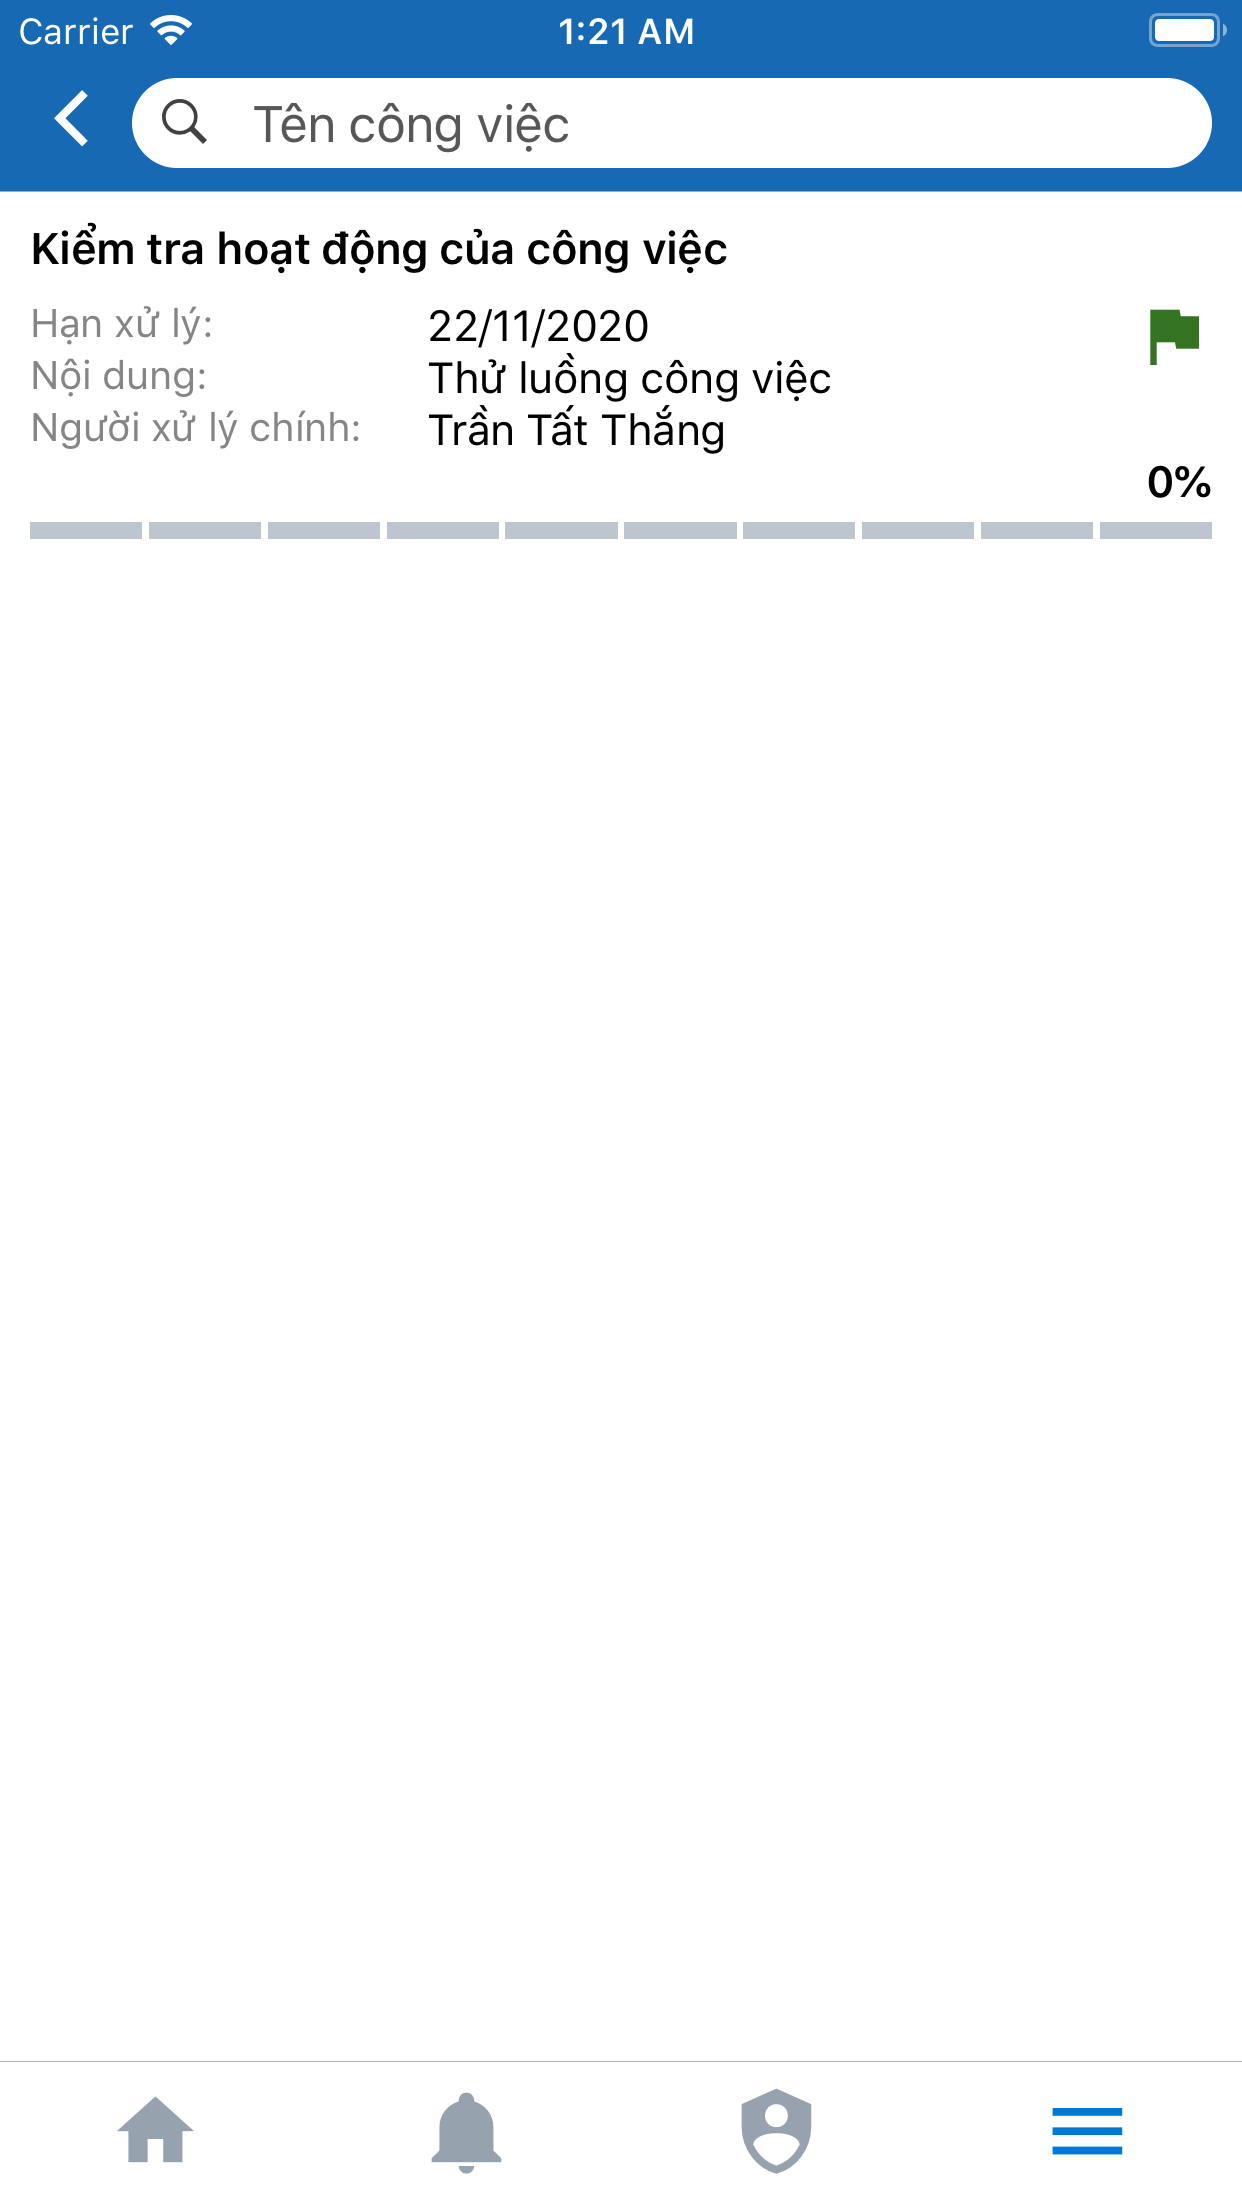 Carrier 1:21 AM
Tên công việc
Kiểm tra hoạt động của công việc
Hạn xử lý: 22/11/2020
Nội dung: Thử luồng công việc
Người xử lý chính: Trần Tất Thắng
0%